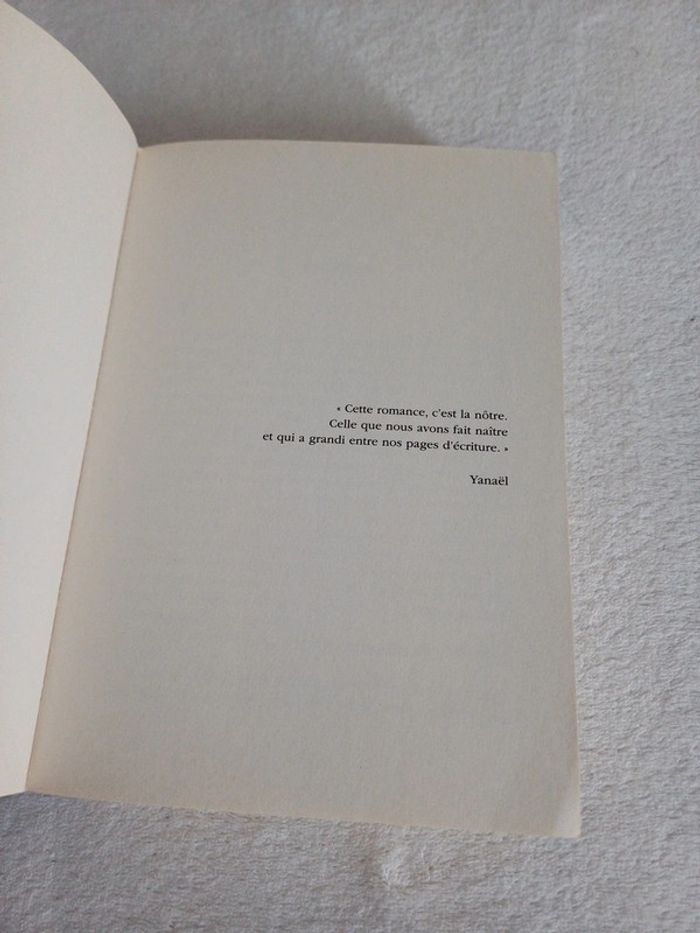 « Cette romance, c'est la nôtre.
Celle que nous avons fait naître
et qui a grandi entre nos pages d'écriture. »
Yanaël